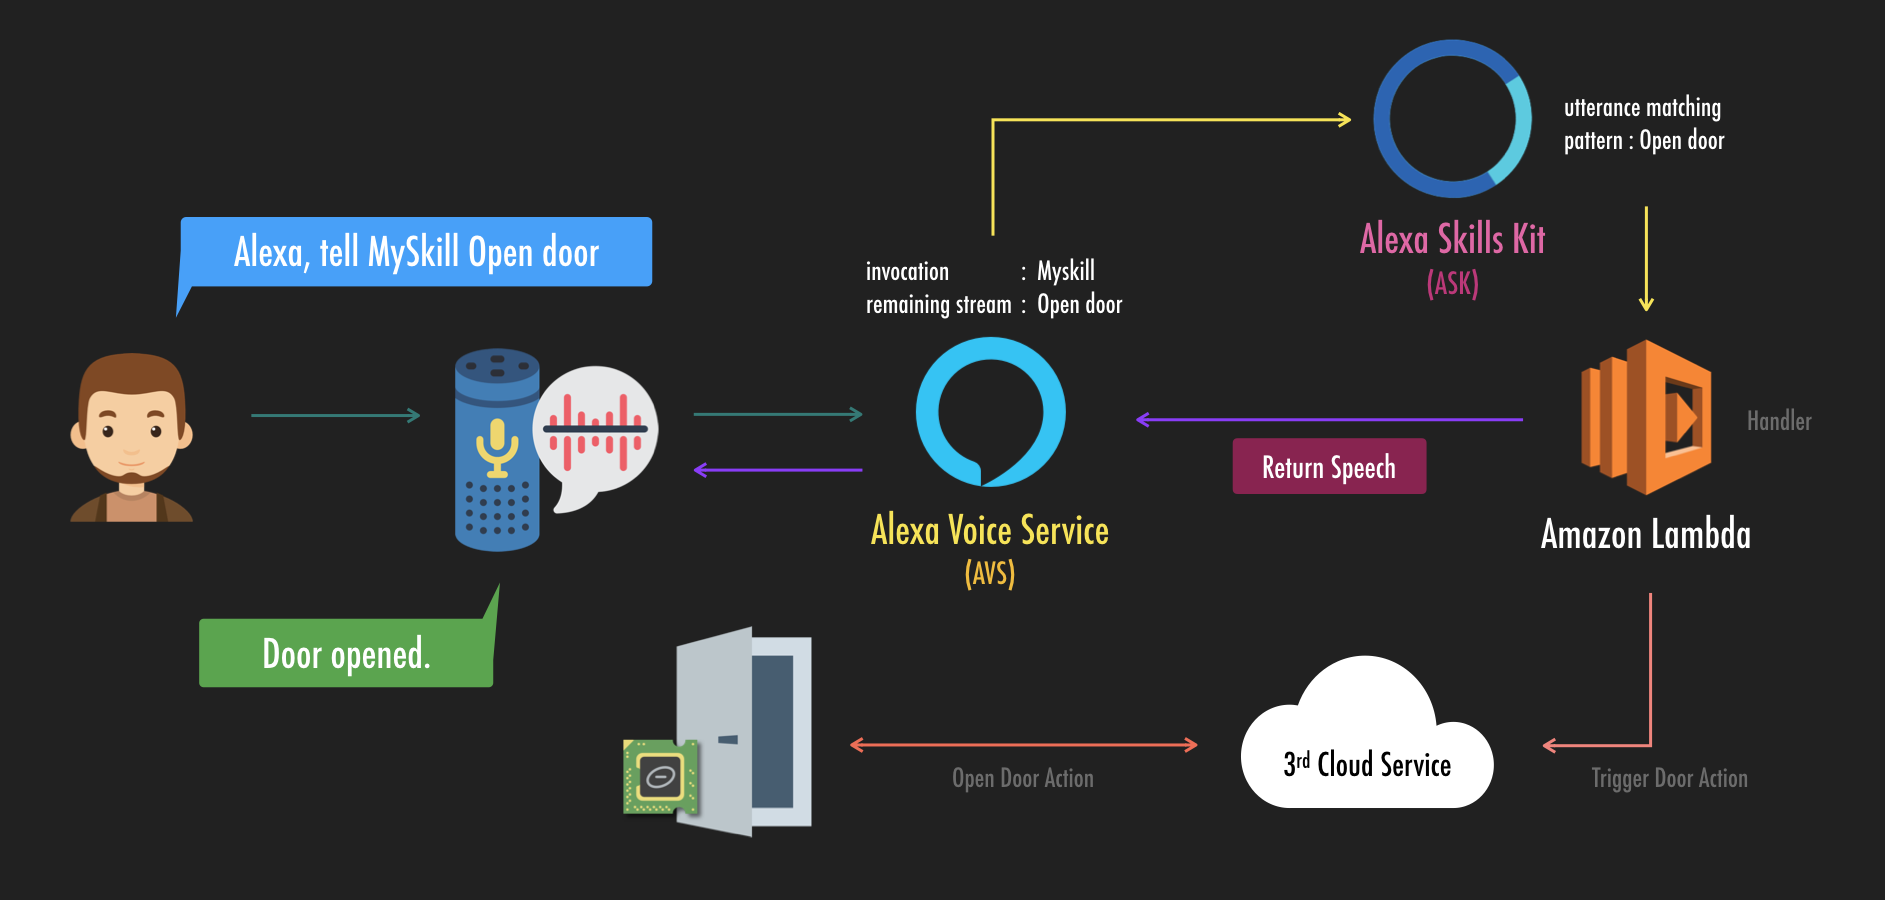 utterance matching
pattern : Open door
Alexa, tell MySkill Open door
Alexa Skills Kit
(ASK)
invocation : Myskill
remaining stream : Open door
Handler
Return Speech
Alexa Voice Service
(AVS)
Amazon Lambda
Door opened.
3rd Cloud Service
Open Door Action
Trigger Door Action